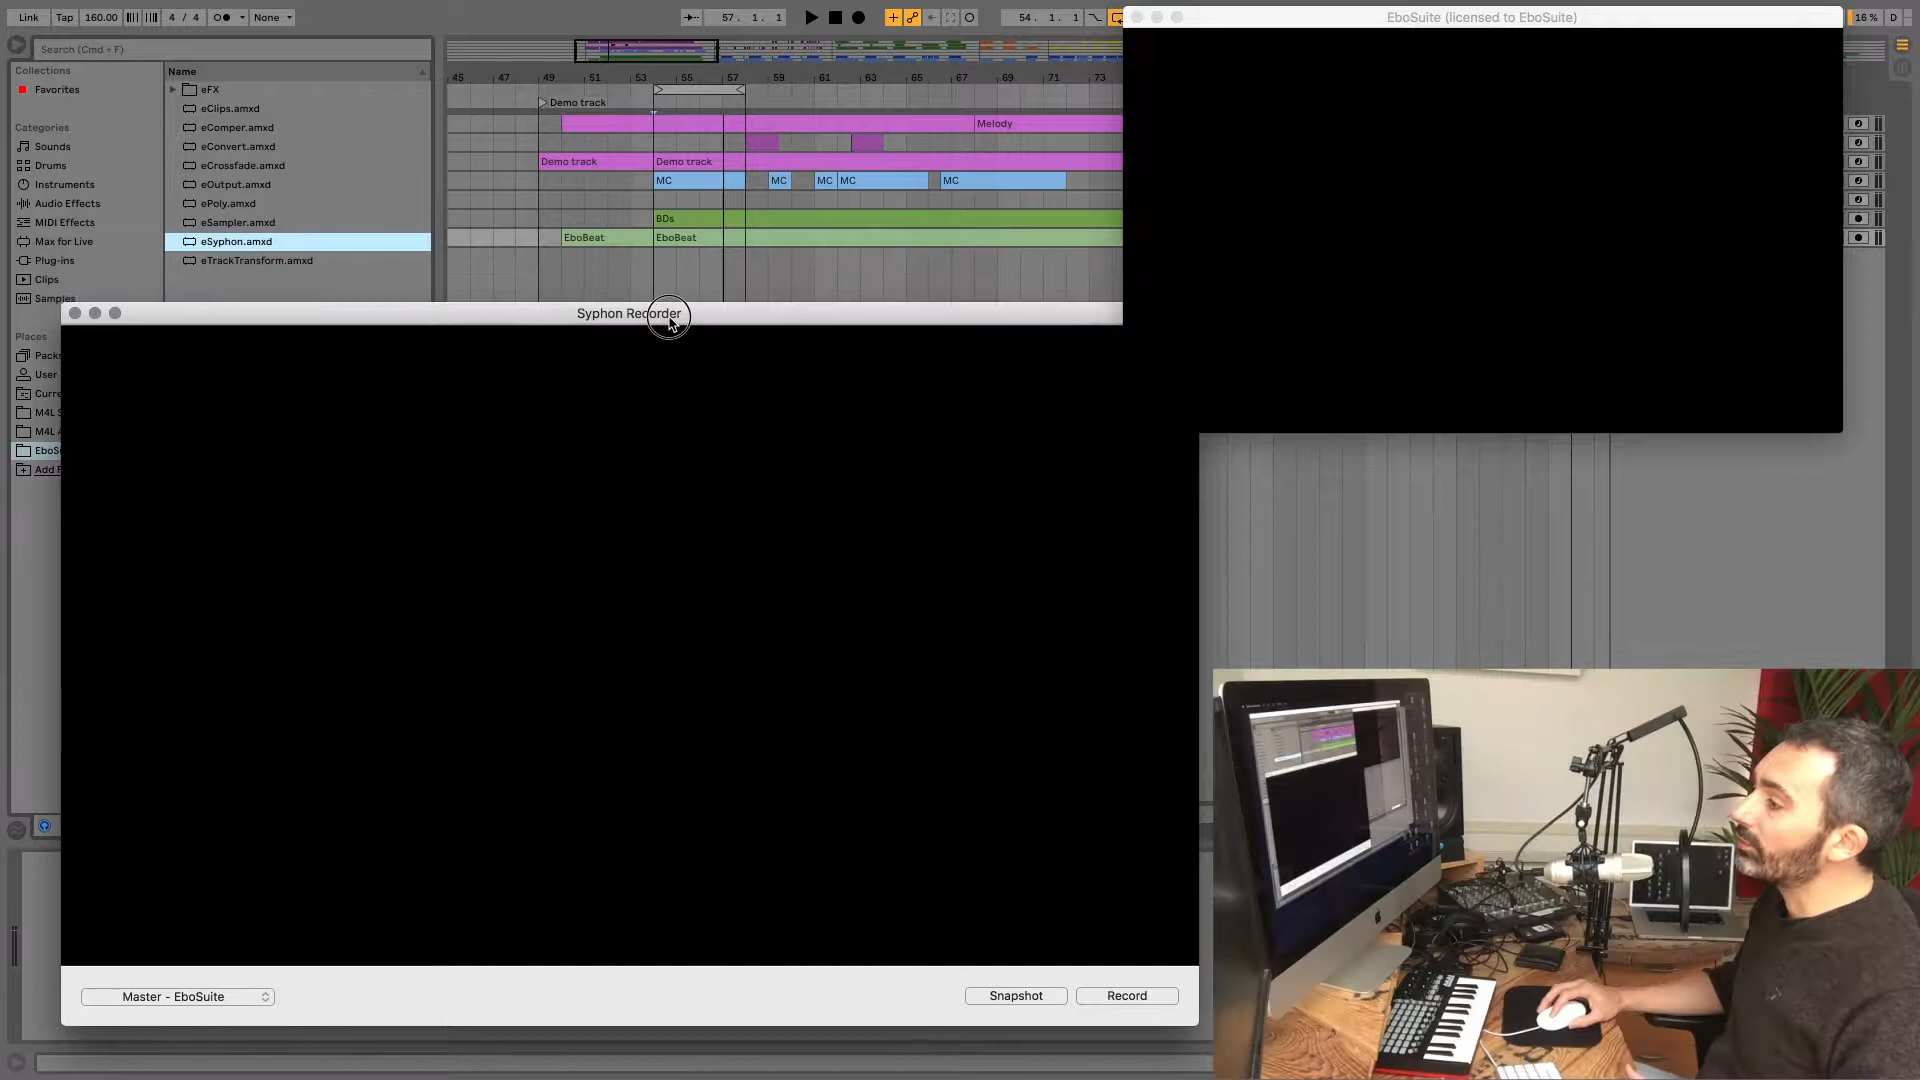 Link Tap 160.00 4 / 4 None 57. 1. 1 54. 1. 1 EboSuite (licensed to EboSuite) 16 % D
Search (Cmd + F)
Collections
Favorites
Categories
Sounds
Drums
Instruments
Audio Effects
MIDI Effects
Max for Live
Plug-ins
Clips
Samples
Places
Packs
User
Curre
M4L S
M4L
EboSu
Add F
Name
eFX
eClips.amxd
eComper.amxd
eConvert.amxd
eCrossfade.amxd
eOutput.amxd
ePoly.amxd
eSampler.amxd
eSyphon.amxd
eTrackTransform.amxd
45 47 49 51 53 55 57 59 61 63 65 67 69 71 73
Demo track
Melody
Demo track Demo track
MC MC MC MC MC
BDs
EboBeat EboBeat
Syphon Recorder
Master - EboSuite Snapshot Record